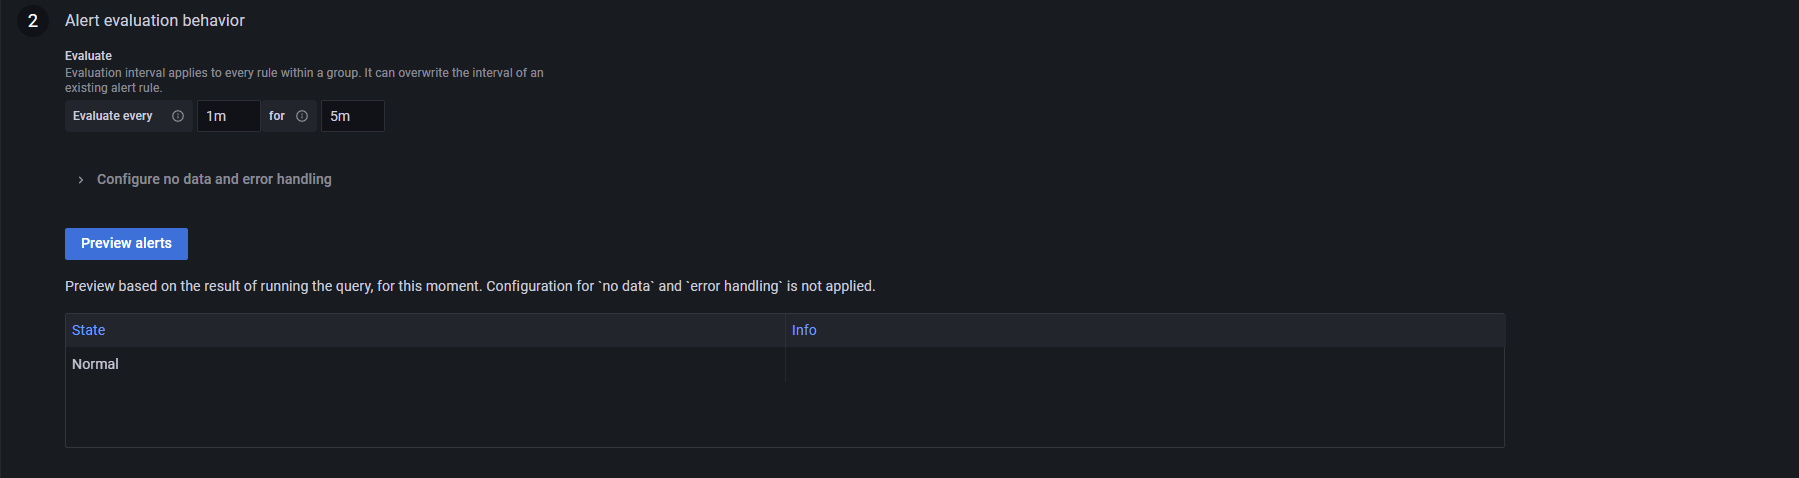 2 Alert evaluation behavior
Evaluate
Evaluation interval applies to every rule within a group. It can overwrite the interval of an
existing alert rule.
Evaluate every 1m for 5m
Configure no data and error handling
Preview alerts
Preview based on the result of running the query, for this moment. Configuration for `no data` and `error handling` is not applied.
State Info
Normal